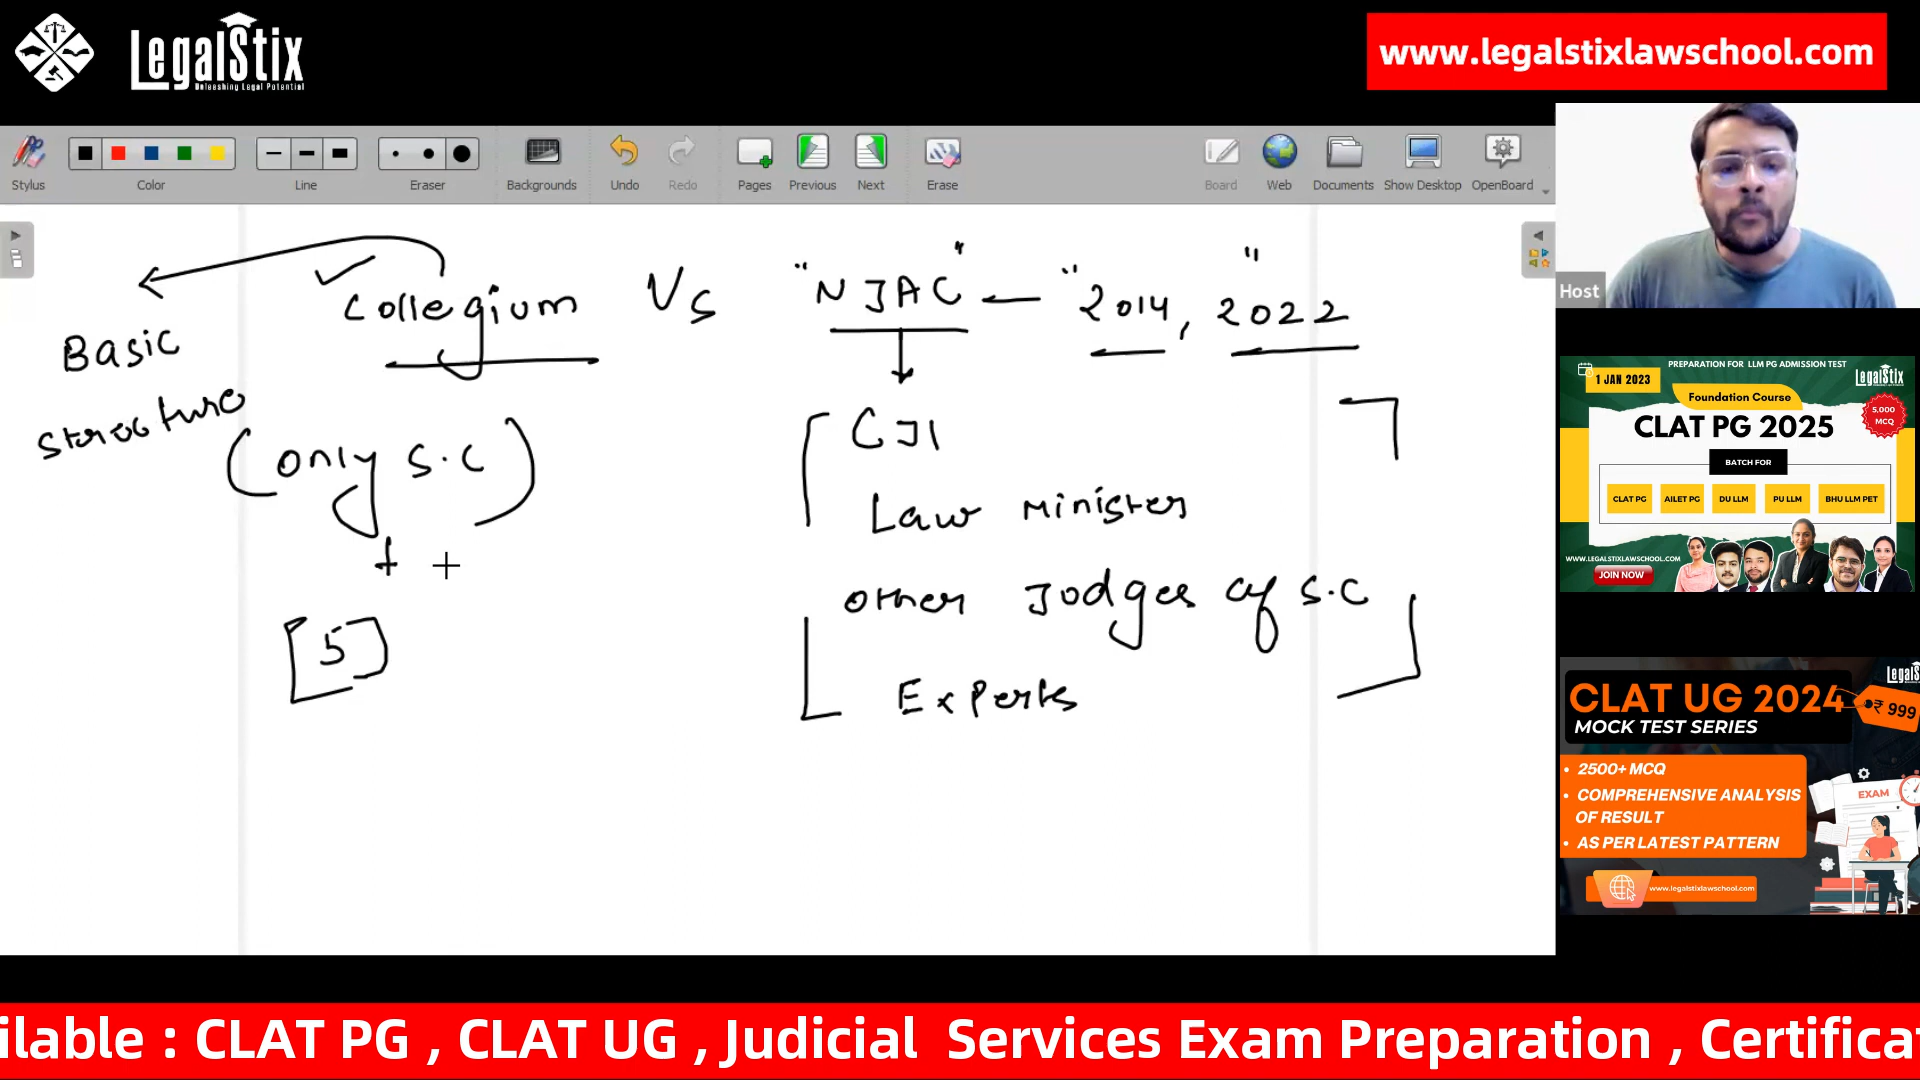 LegalStix
Unleashing Legal Potential
www.legalstixlawschool.com
Stylus
Color
Line
Eraser
Backgrounds
Undo
Redo
Pages
Previous
Next
Erase
Board
Web
Documents
Show Desktop
OpenBoard
Collegium Vs "NJAC" "2014, 2022"
Basic
structure
(only S.C)
+
[5]
CJI
Law Minister
other Judges of S.C
Experts
Host
PREPARATION FOR LLM PG ADMISSION TEST
1 JAN 2023
LegalStix
Foundation Course
5,000
MCQ
CLAT PG 2025
BATCH FOR
CLAT PG AILET PG DU LLM PU LLM BHU LLM PET
WWW.LEGALSTIXLAWSCHOOL.COM
JOIN NOW
LegalS
CLAT UG 2024
₹ 999
MOCK TEST SERIES
• 2500+ MCQ
• COMPREHENSIVE ANALYSIS
OF RESULT
• AS PER LATEST PATTERN
EXAM
www.legalstixlawschool.com
ilable : CLAT PG , CLAT UG , Judicial Services Exam Preparation , Certifica